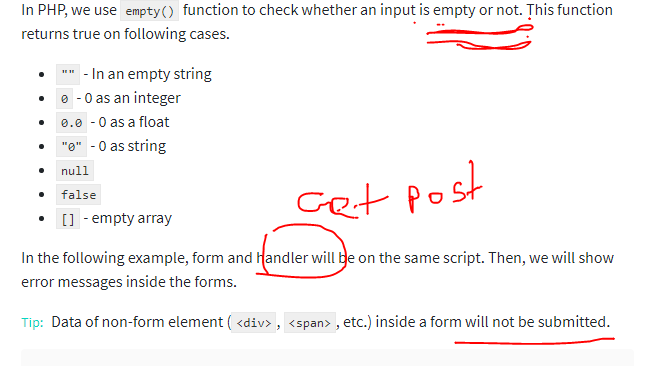 In PHP, we use empty() function to check whether an input is empty or not. This function
returns true on following cases.
"" - In an empty string
0 - 0 as an integer
0.0 - 0 as a float
"0" - 0 as string
null
false
[] - empty array
Get post
In the following example, form and handler will be on the same script. Then, we will show
error messages inside the forms.
Tip: Data of non-form element ( <div> , <span> , etc.) inside a form will not be submitted.